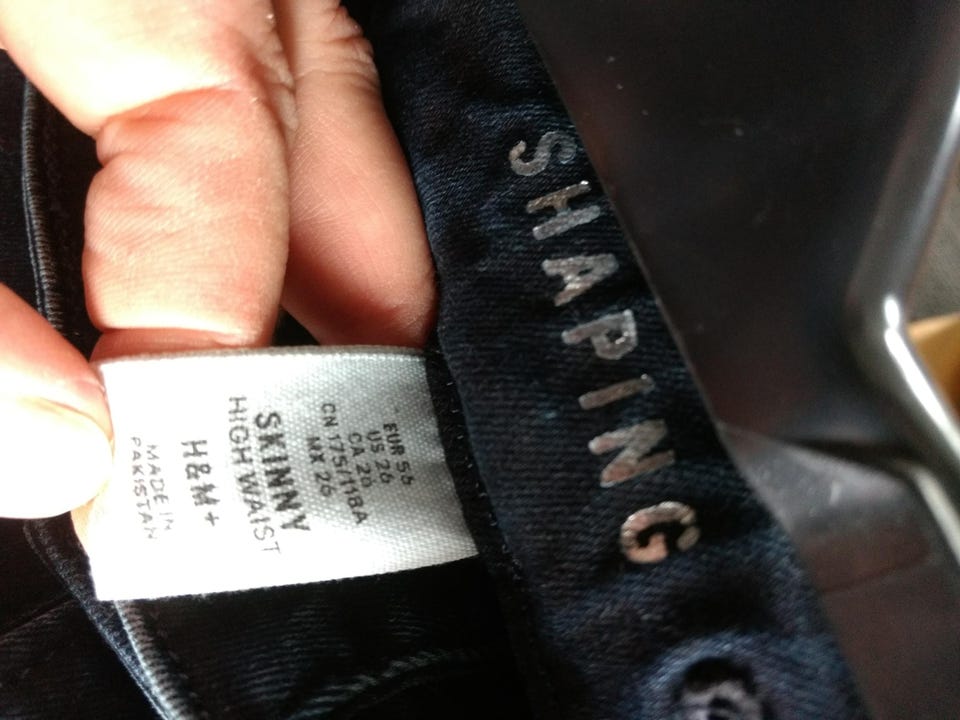 SHAPING
EUR 56
US 26
CA 26
CN 175/118A
MX 26
SKINNY
HIGH WAIST
H&M+
MADE IN
PAKISTAN